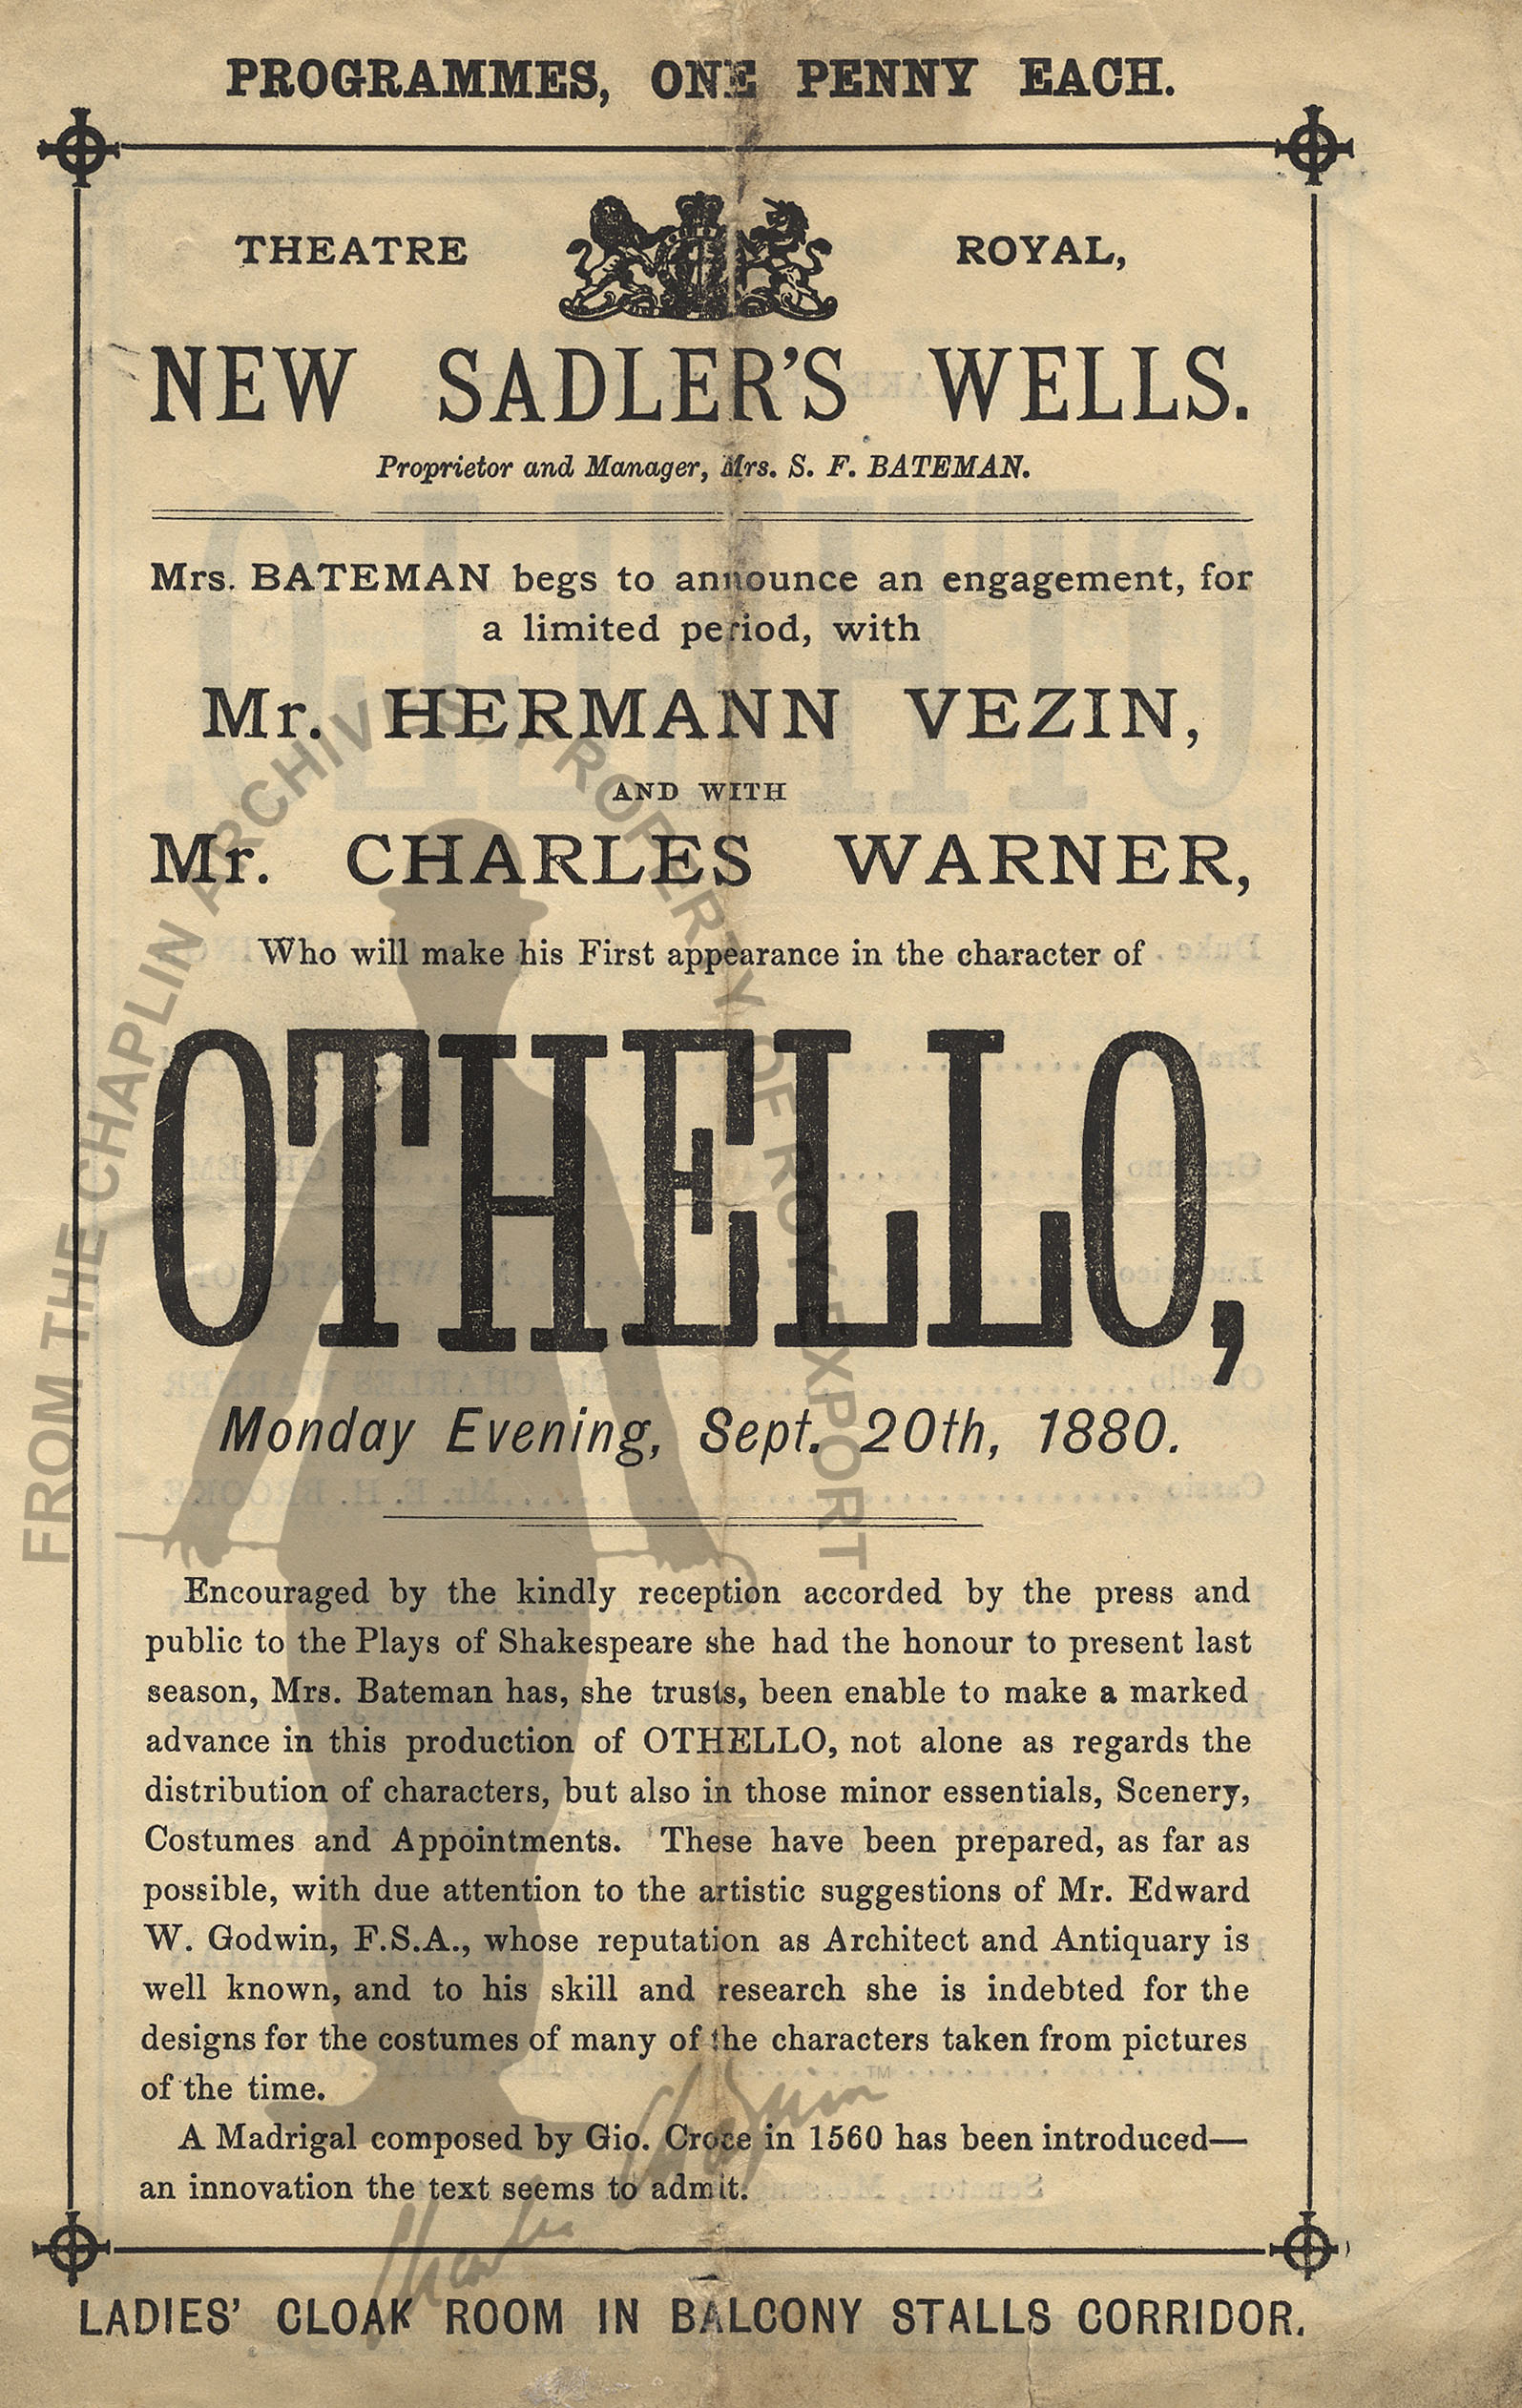 PROGRAMMES, ONE PENNY EACH.
THEATRE ROYAL,
NEW SADLER'S WELLS.
Proprietor and Manager, Mrs. S. F. BATEMAN.
Mrs. BATEMAN begs to announce an engagement, for
a limited period, with
Mr. HERMANN VEZIN,
AND WITH
Mr. CHARLES WARNER,
Who will make his First appearance in the character of
OTHELLO,
Monday Evening, Sept. 20th, 1880.
Encouraged by the kindly reception accorded by the press and
public to the Plays of Shakespeare she had the honour to present last
season, Mrs. Bateman has, she trusts, been enable to make a marked
advance in this production of OTHELLO, not alone as regards the
distribution of characters, but also in those minor essentials, Scenery,
Costumes and Appointments. These have been prepared, as far as
possible, with due attention to the artistic suggestions of Mr. Edward
W. Godwin, F.S.A., whose reputation as Architect and Antiquary is
well known, and to his skill and research she is indebted for the
designs for the costumes of many of the characters taken from pictures
of the time.
A Madrigal composed by Gio. Croce in 1560 has been introduced—
an innovation the text seems to admit.
LADIES' CLOAK ROOM IN BALCONY STALLS CORRIDOR.
FROM THE CHAPLIN ARCHIVES, PROPERTY OF ROY EXPORT
Charlie Chaplin™